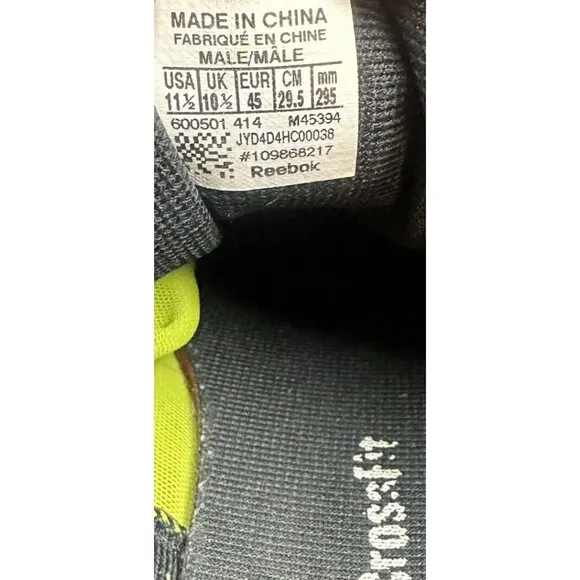 MADE IN CHINA
FABRIQUÉ EN CHINE
MALE/MÂLE
USA UK EUR CM mm
11½ 10½ 45 29.5 295
600501 414 M45394
JYD4D4HC00038
#109868217
Reebok
Crossfit